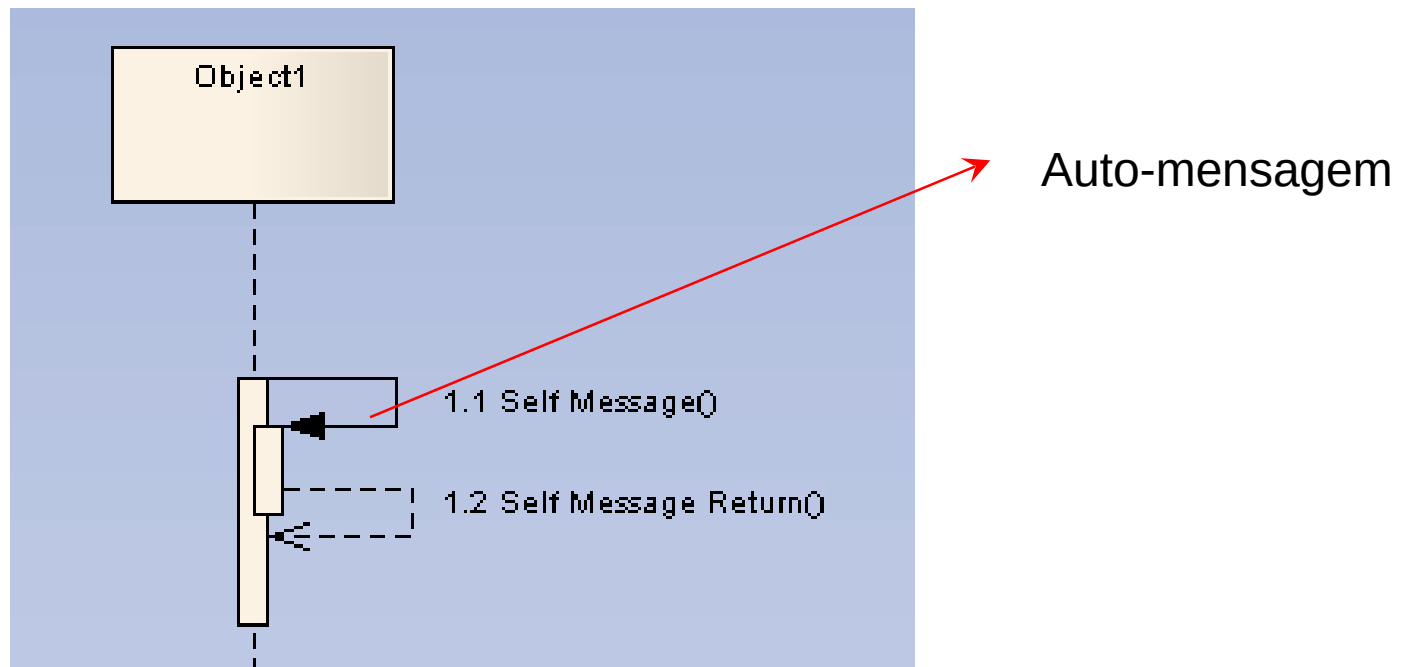 Object1
Auto-mensagem
1.1 Self Message()
1.2 Self Message Return()